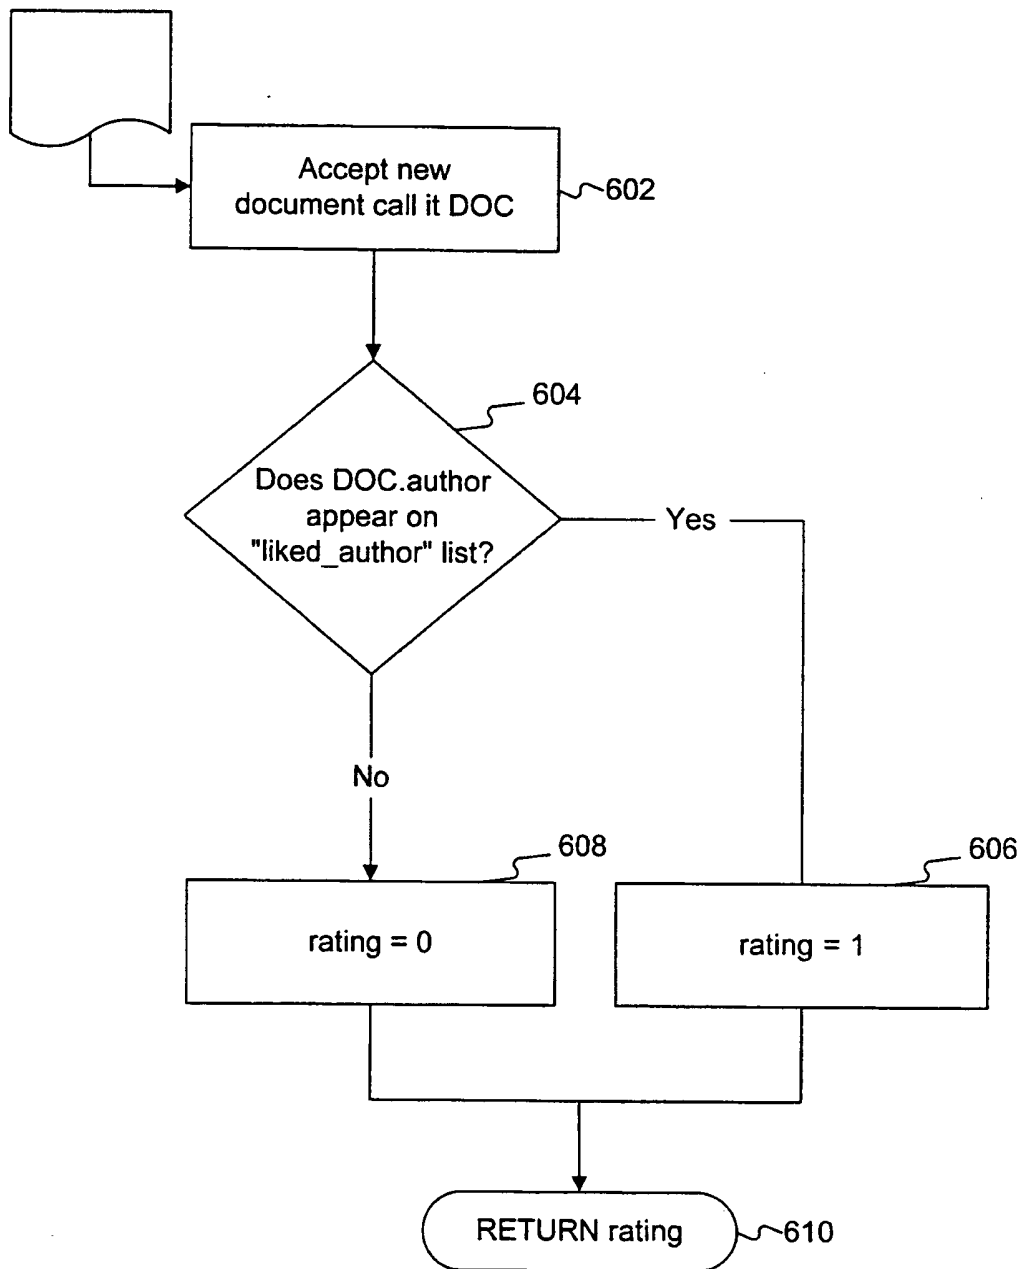 Accept new
document call it DOC
602
604
Does DOC.author
appear on
"liked_author" list?
Yes
No
608
606
rating = 0
rating = 1
RETURN rating
610